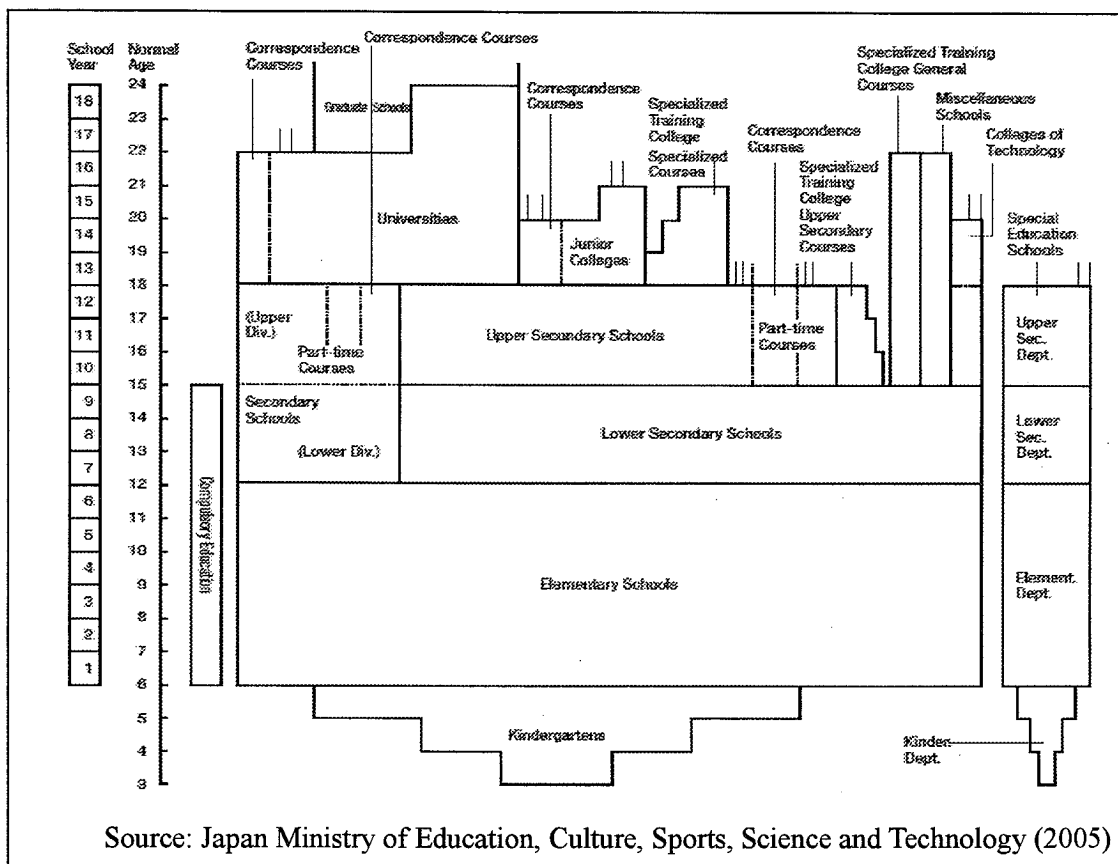 School Year
Normal Age
Correspondence Courses
Correspondence Courses
Graduate Schools
Correspondence Courses
Specialized Training College
Specialized Courses
Correspondence Courses
Specialized Training College Upper Secondary Courses
Specialized Training College General Courses
Miscellaneous Schools
Colleges of Technology
Special Education Schools
24
18
23
17
22
16
21
15
20
14
19
13
18
12
17
11
16
10
15
9
14
8
13
7
12
6
11
5
10
4
9
3
8
2
7
1
6
5
4
3
Universities
Junior Colleges
(Upper Div.)
Part-time Courses
Upper Secondary Schools
Part-time Courses
Upper Sec. Dept.
Secondary Schools
(Lower Div.)
Lower Secondary Schools
Lower Sec. Dept.
Compulsory Education
Elementary Schools
Element. Dept.
Kindergartens
Kinder. Dept.
Source: Japan Ministry of Education, Culture, Sports, Science and Technology (2005)